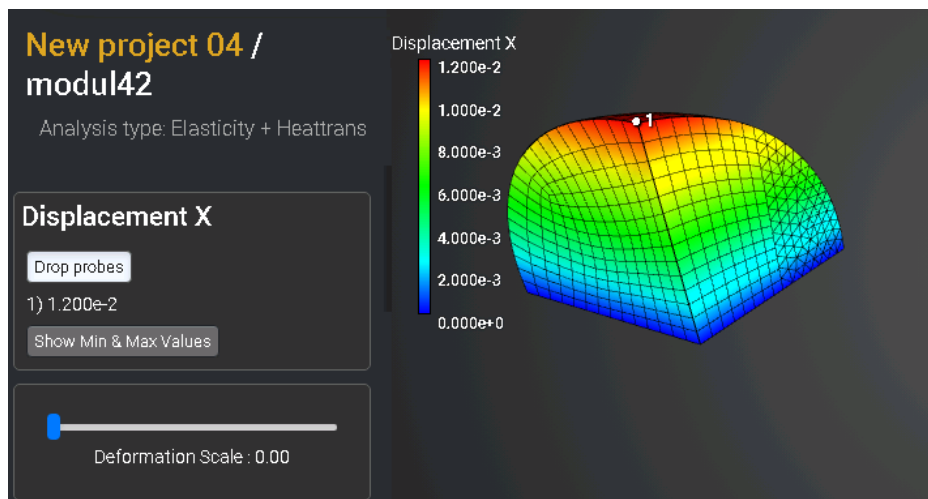 New project 04 /
modul42
Analysis type: Elasticity + Heattrans
Displacement X
Drop probes
1) 1.200e-2
Show Min & Max Values
Deformation Scale : 0.00
Displacement X
1.200e-2
1.000e-2
8.000e-3
6.000e-3
4.000e-3
2.000e-3
0.000e+0
1